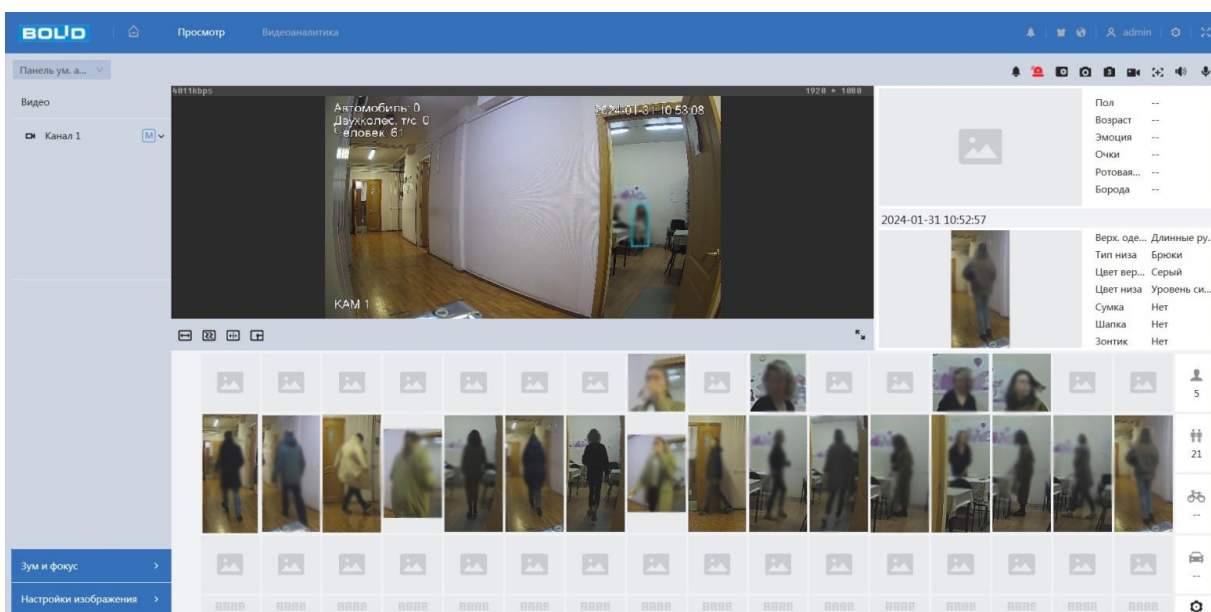 BOLID
Просмотр
Видеоаналитика
admin
Панель ум. а...
Видео
Канал 1
M
4011kbps
1920 * 1080
Автомобиль: 0
Двухколес. т/с: 0
Человек: 61
2024-01-31 10:53:08
КАМ 1
Пол --
Возраст --
Эмоция --
Очки --
Ротовая... --
Борода --
2024-01-31 10:52:57
Верх. оде... Длинные ру...
Тип низа Брюки
Цвет вер... Серый
Цвет низа Уровень си...
Сумка Нет
Шапка Нет
Зонтик Нет
5
21
--
--
Зум и фокус
Настройки изображения